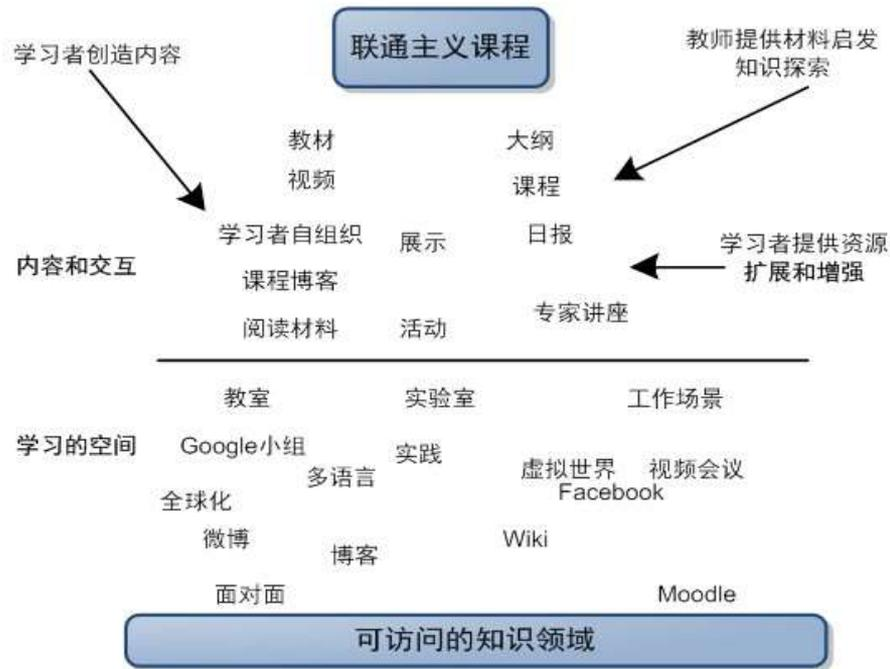 联通主义课程
学习者创造内容
教师提供材料启发
知识探索
教材
大纲
视频
课程
学习者自组织
展示
日报
学习者提供资源
扩展和增强
内容和交互
课程博客
专家讲座
阅读材料
活动
教室
实验室
工作场景
学习的空间
Google小组
实践
多语言
虚拟世界
视频会议
Facebook
全球化
微博
博客
Wiki
面对面
Moodle
可访问的知识领域